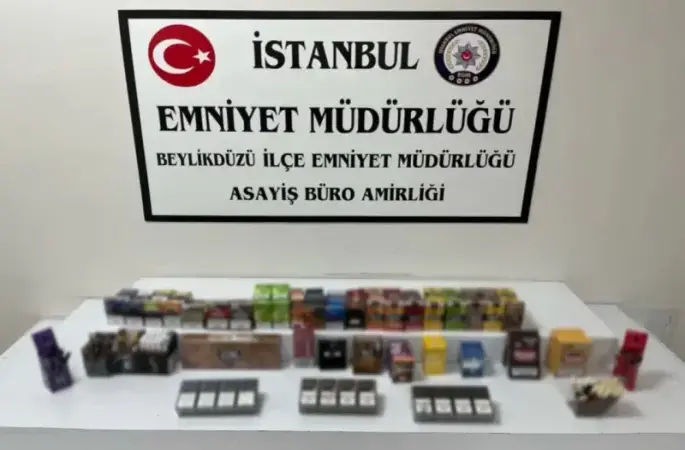 İSTANBUL
EMNİYET MÜDÜRLÜĞÜ
BEYLİKDÜZÜ İLÇE EMNİYET MÜDÜRLÜĞÜ
ASAYİŞ BÜRO AMİRLİĞİ